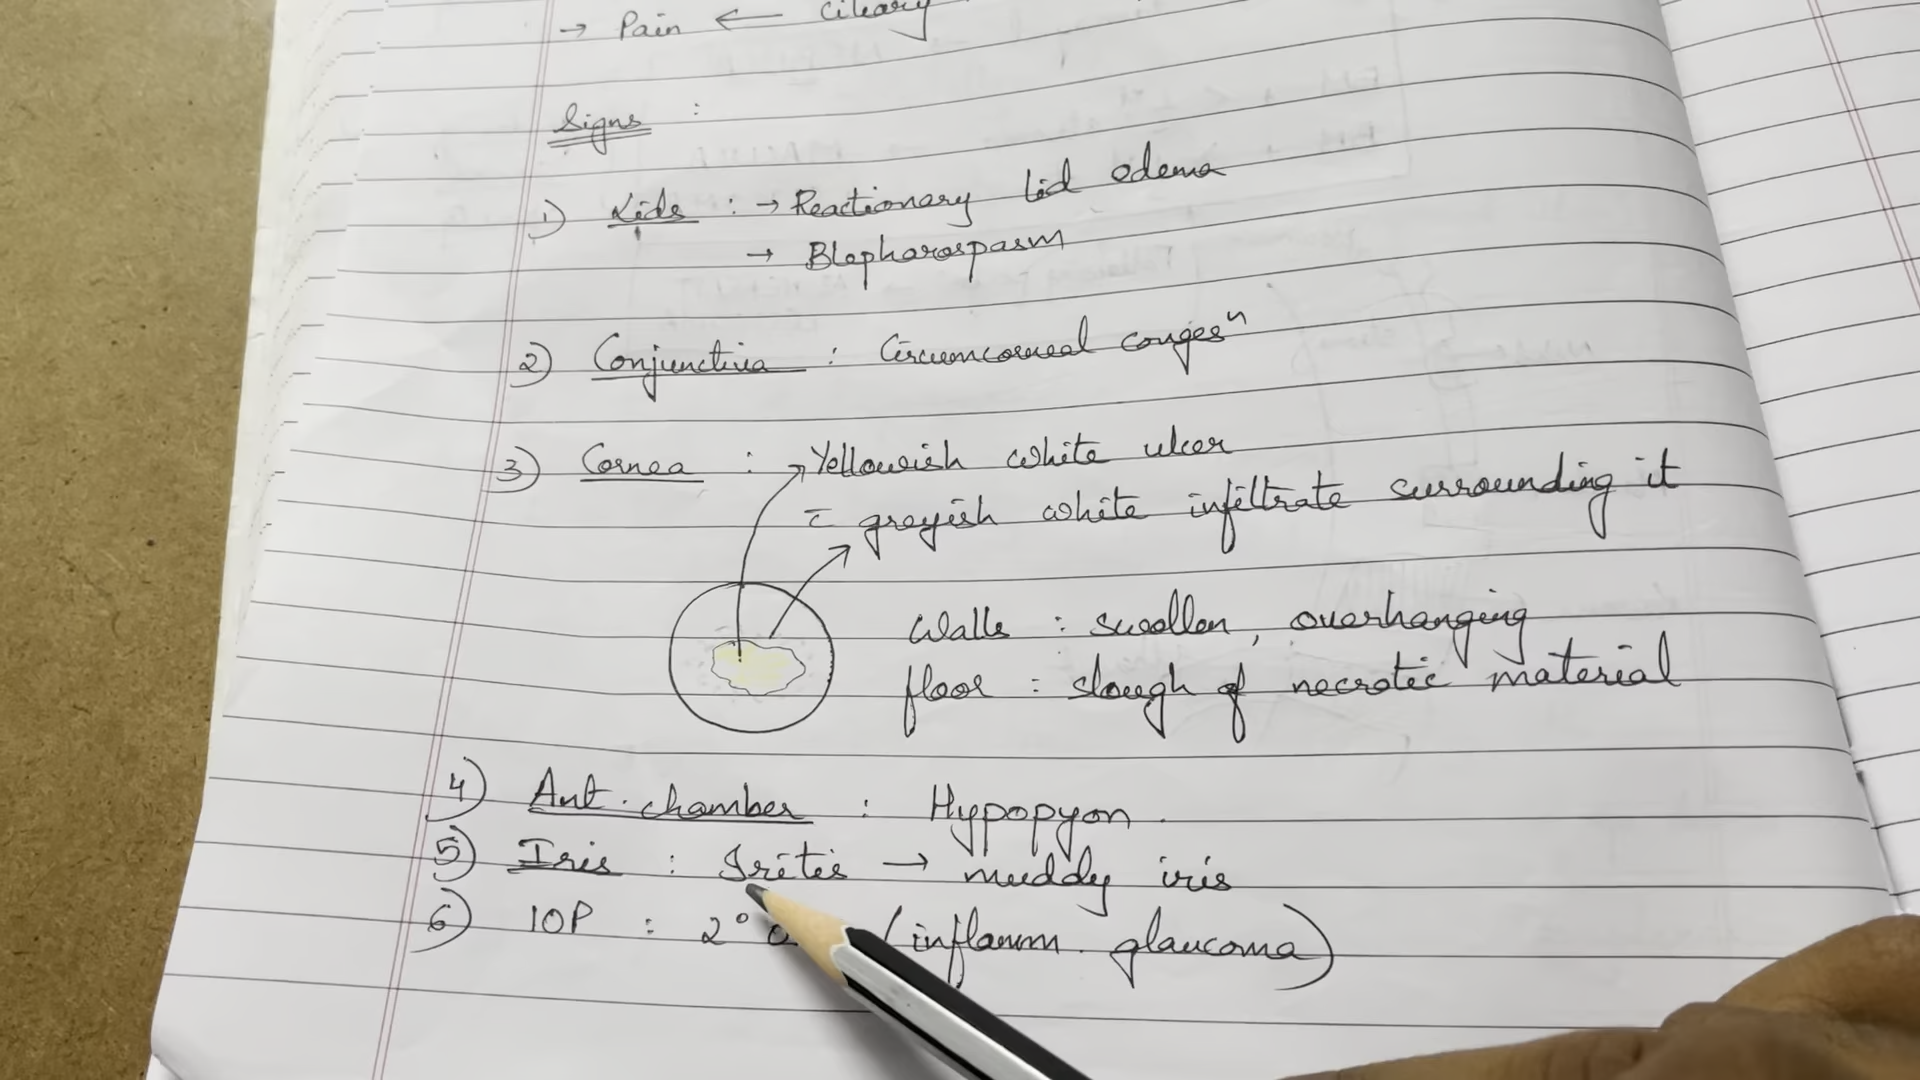 → Pain ← Ciliary
Signs :
1) Lids : → Reactionary lid edema
→ Blepharospasm
2) Conjunctiva : Circumcorneal congesⁿ
3) Cornea : Yellowish white ulcer
c̄ greyish white infiltrate surrounding it
Walls : swollen, overhanging
floor : slough of necrotic material
4) Ant. chamber : Hypopyon.
5) Iris : Iritis → muddy iris
6) IOP : 2° (inflamm. glaucoma)